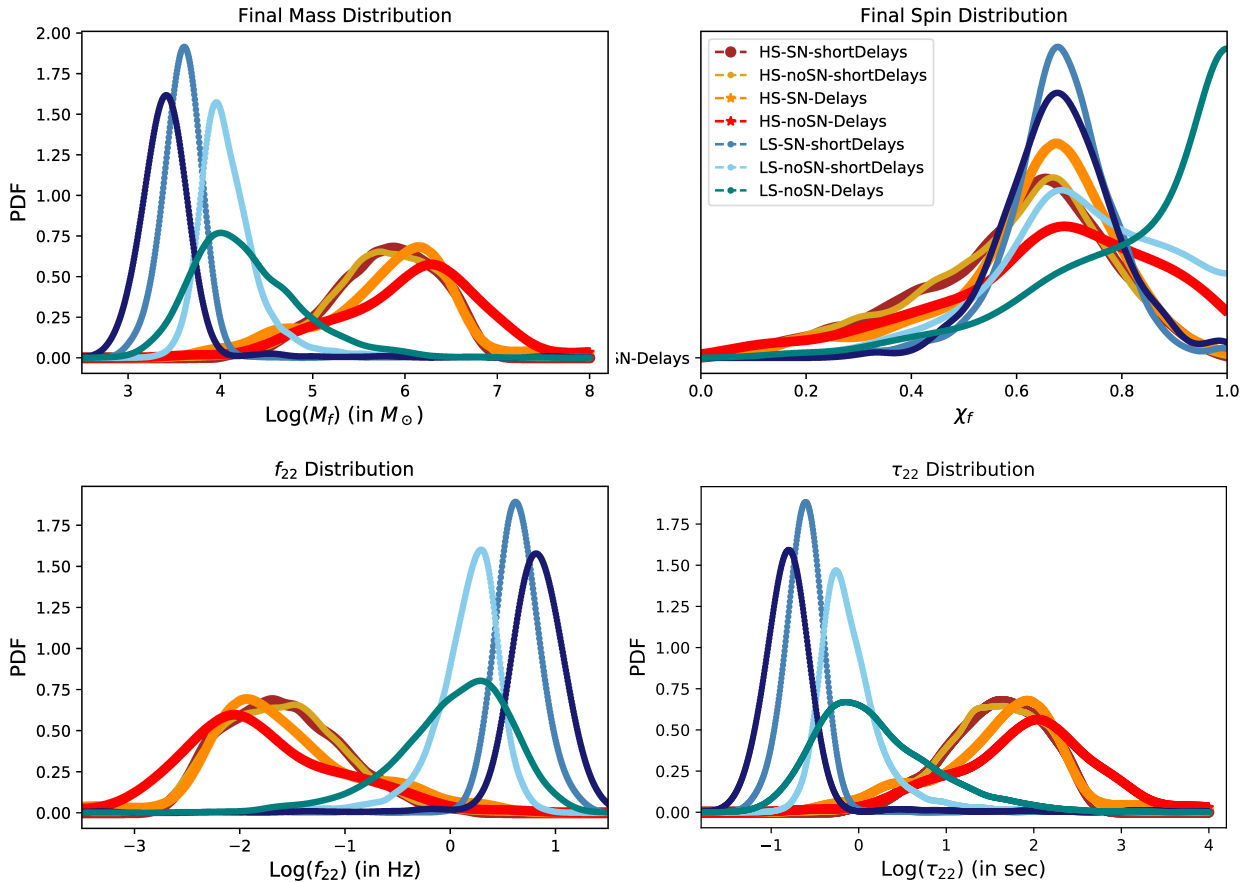 Final Mass Distribution
PDF
2.00
1.75
1.50
1.25
1.00
0.75
0.50
0.25
0.00
3
4
5
6
7
8
Log(M_f) (in M_⊙)
Final Spin Distribution
HS-SN-shortDelays
HS-noSN-shortDelays
HS-SN-Delays
HS-noSN-Delays
LS-SN-shortDelays
LS-noSN-shortDelays
LS-noSN-Delays
N-Delays
0.0
0.2
0.4
0.6
0.8
1.0
χ_f
f_22 Distribution
PDF
1.75
1.50
1.25
1.00
0.75
0.50
0.25
0.00
−3
−2
−1
0
1
Log(f_22) (in Hz)
τ_22 Distribution
PDF
1.75
1.50
1.25
1.00
0.75
0.50
0.25
0.00
−1
0
1
2
3
4
Log(τ_22) (in sec)